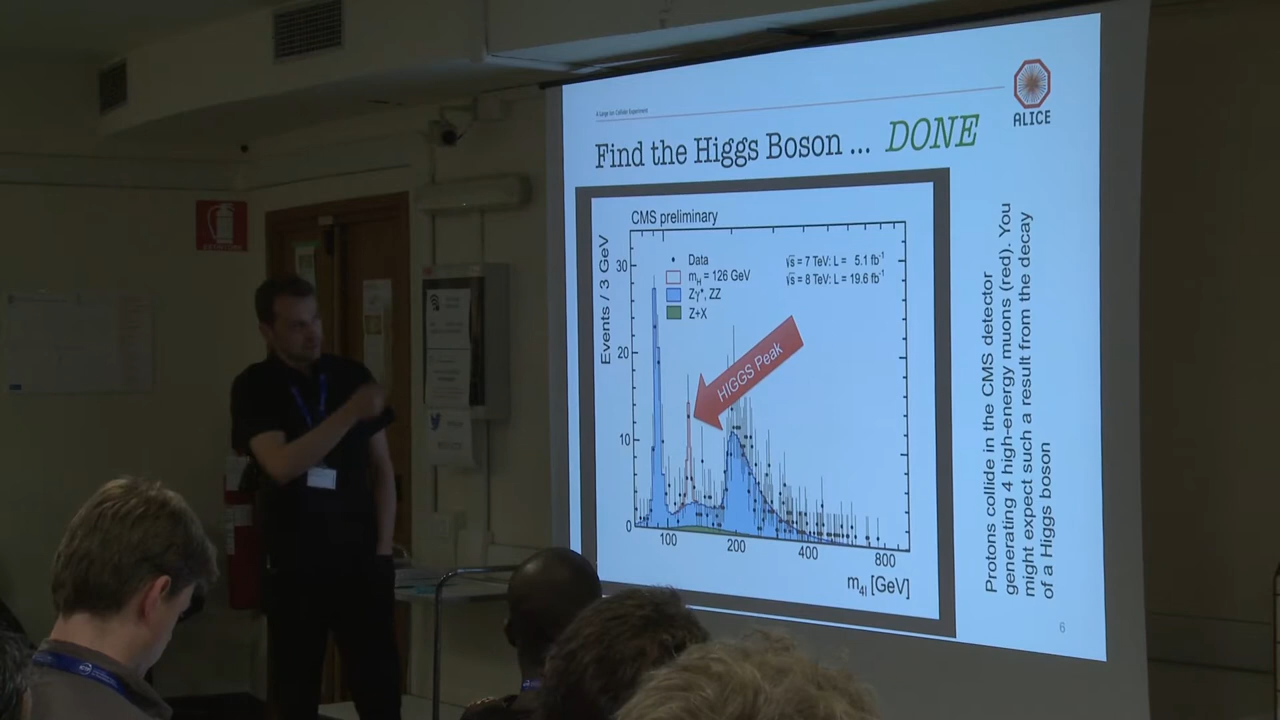 A Large Ion Collider Experiment
ALICE
Find the Higgs Boson ... DONE
CMS preliminary
Events / 3 GeV
30
20
10
0
Data
mH = 126 GeV
Zγ*, ZZ
Z+X
√s = 7 TeV: L = 5.1 fb-1
√s = 8 TeV: L = 19.6 fb-1
HIGGS Peak
100
200
400
800
m4l [GeV]
Protons collide in the CMS detector
generating 4 high-energy muons (red). You
might expect such a result from the decay
of a Higgs boson
6